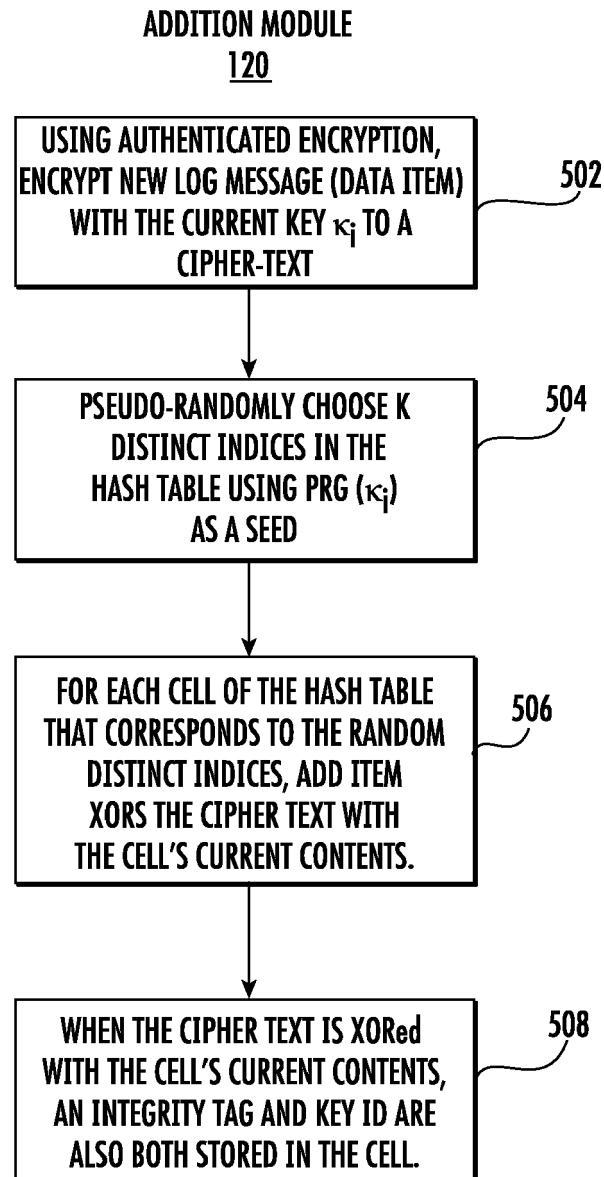 ADDITION MODULE
120
USING AUTHENTICATED ENCRYPTION,
ENCRYPT NEW LOG MESSAGE (DATA ITEM)
WITH THE CURRENT KEY κj TO A
CIPHER-TEXT
502
PSEUDO-RANDOMLY CHOOSE K
DISTINCT INDICES IN THE
HASH TABLE USING PRG (κj)
AS A SEED
504
FOR EACH CELL OF THE HASH TABLE
THAT CORRESPONDS TO THE RANDOM
DISTINCT INDICES, ADD ITEM
XORS THE CIPHER TEXT WITH
THE CELL'S CURRENT CONTENTS.
506
WHEN THE CIPHER TEXT IS XORed
WITH THE CELL'S CURRENT CONTENTS,
AN INTEGRITY TAG AND KEY ID ARE
ALSO BOTH STORED IN THE CELL.
508